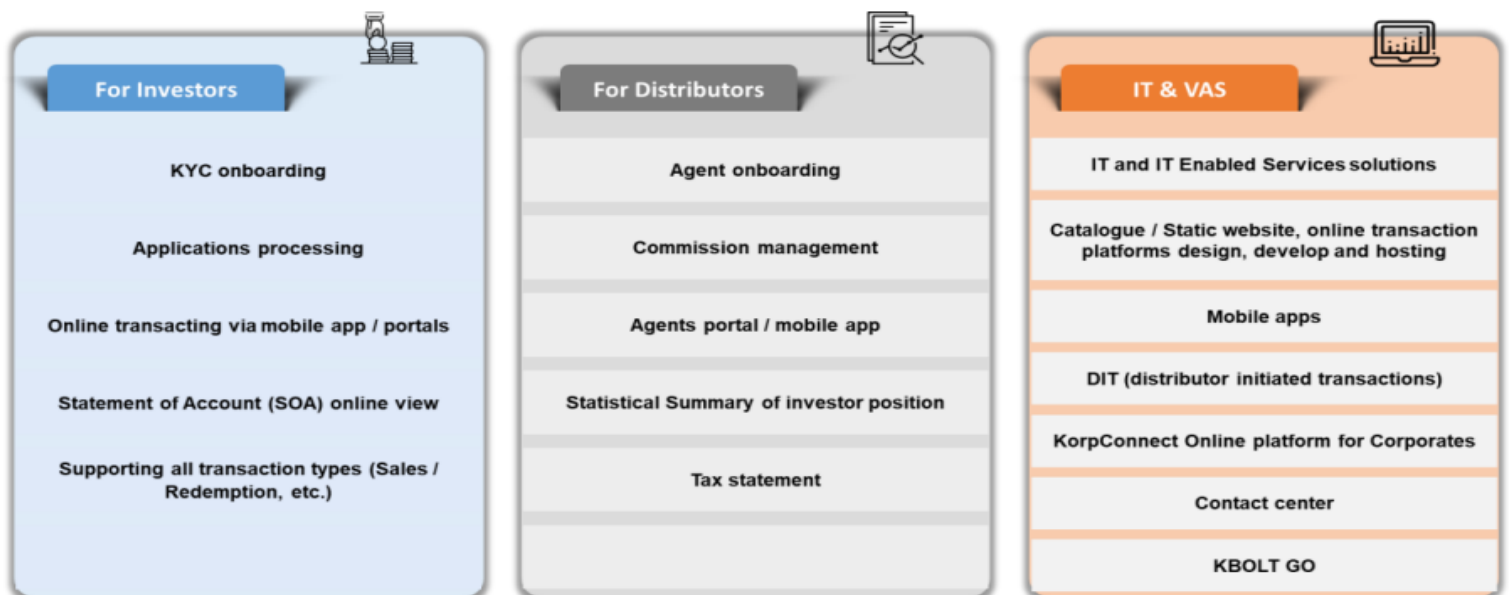 For Investors
KYC onboarding
Applications processing
Online transacting via mobile app / portals
Statement of Account (SOA) online view
Supporting all transaction types (Sales /
Redemption, etc.)
For Distributors
Agent onboarding
Commission management
Agents portal / mobile app
Statistical Summary of investor position
Tax statement
IT & VAS
IT and IT Enabled Services solutions
Catalogue / Static website, online transaction
platforms design, develop and hosting
Mobile apps
DIT (distributor initiated transactions)
KorpConnect Online platform for Corporates
Contact center
KBOLT GO